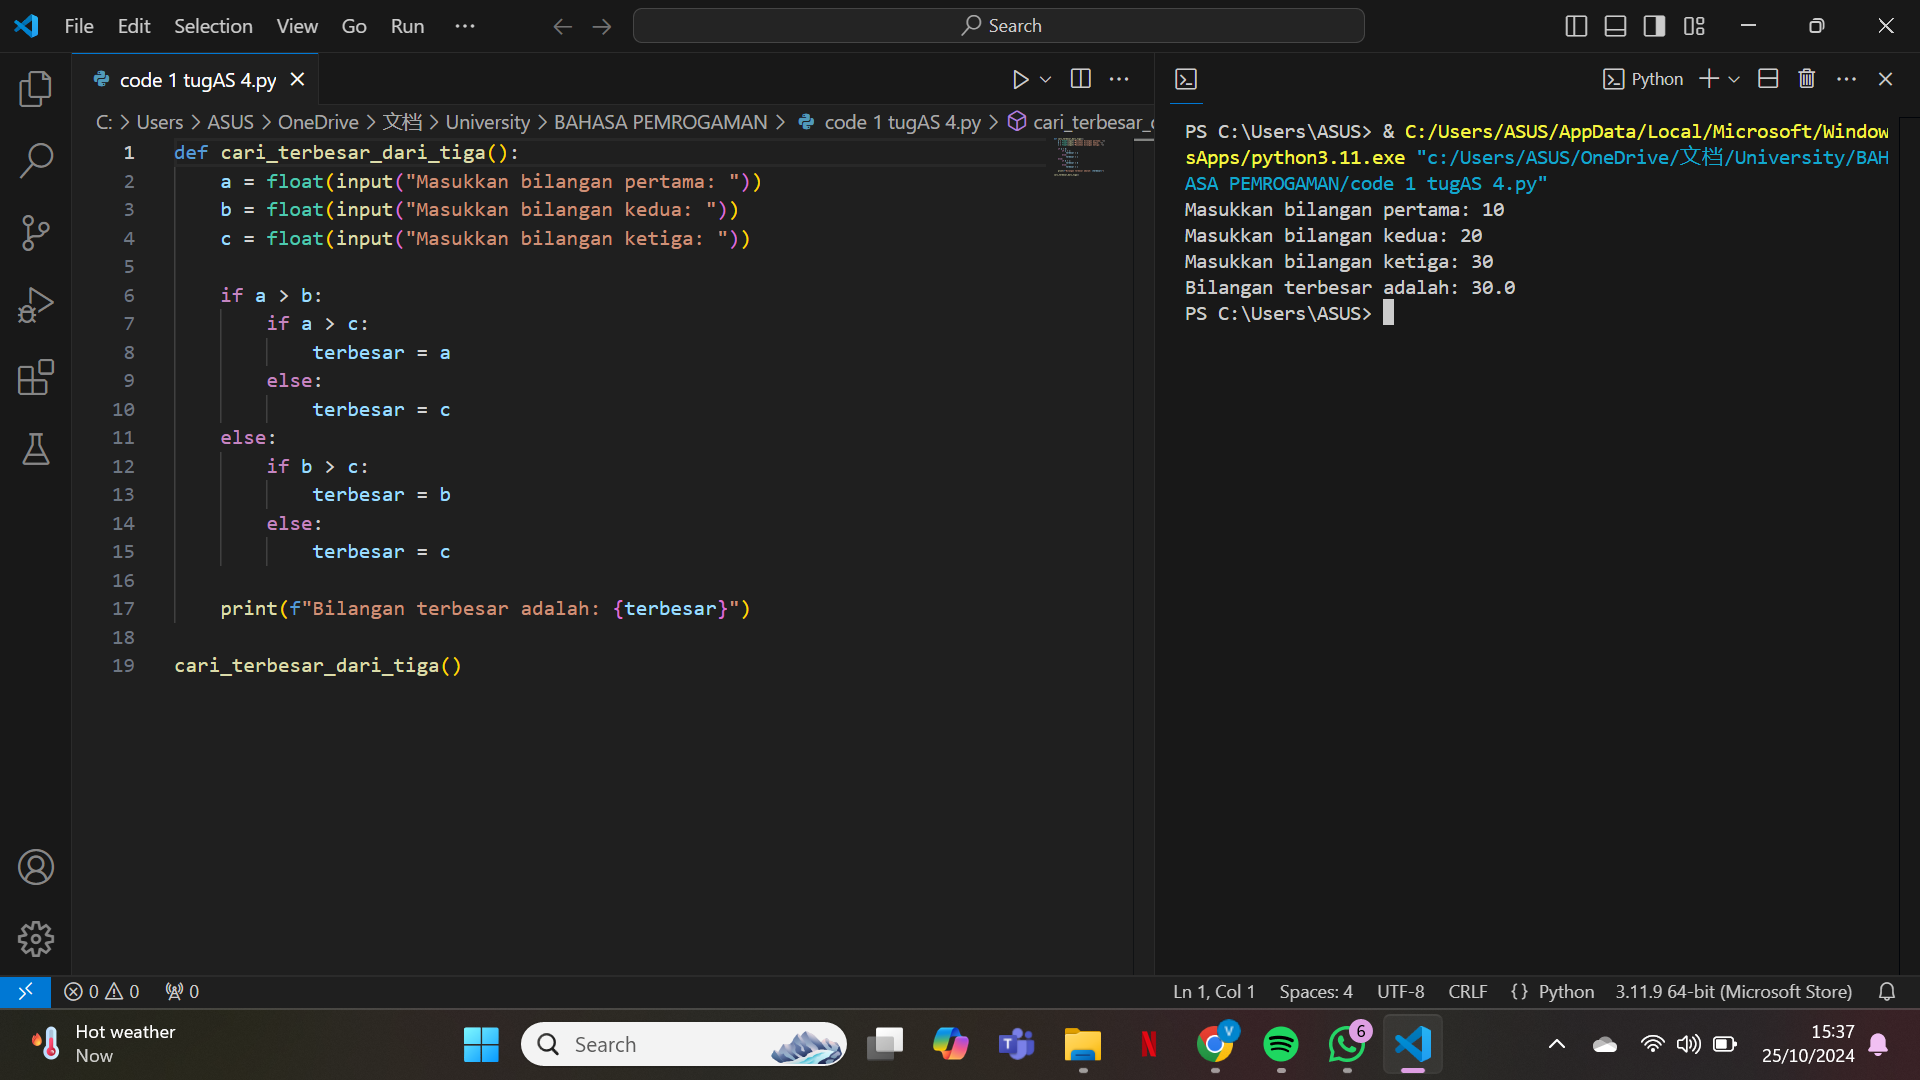 File Edit Selection View Go Run ··· Search
code 1 tugAS 4.py
C: > Users > ASUS > OneDrive > 文档 > University > BAHASA PEMROGAMAN > code 1 tugAS 4.py > cari_terbesar_d
1 def cari_terbesar_dari_tiga():
2     a = float(input("Masukkan bilangan pertama: "))
3     b = float(input("Masukkan bilangan kedua: "))
4     c = float(input("Masukkan bilangan ketiga: "))
5
6     if a > b:
7         if a > c:
8             terbesar = a
9         else:
10             terbesar = c
11     else:
12         if b > c:
13             terbesar = b
14         else:
15             terbesar = c
16
17     print(f"Bilangan terbesar adalah: {terbesar}")
18
19 cari_terbesar_dari_tiga()
Python
PS C:\Users\ASUS> & C:/Users/ASUS/AppData/Local/Microsoft/Window
sApps/python3.11.exe "c:/Users/ASUS/OneDrive/文档/University/BAH
ASA PEMROGAMAN/code 1 tugAS 4.py"
Masukkan bilangan pertama: 10
Masukkan bilangan kedua: 20
Masukkan bilangan ketiga: 30
Bilangan terbesar adalah: 30.0
PS C:\Users\ASUS>
0 0 0 Ln 1, Col 1 Spaces: 4 UTF-8 CRLF {} Python 3.11.9 64-bit (Microsoft Store)
Hot weather
Now
Search
T
N
V
6
15:37
25/10/2024